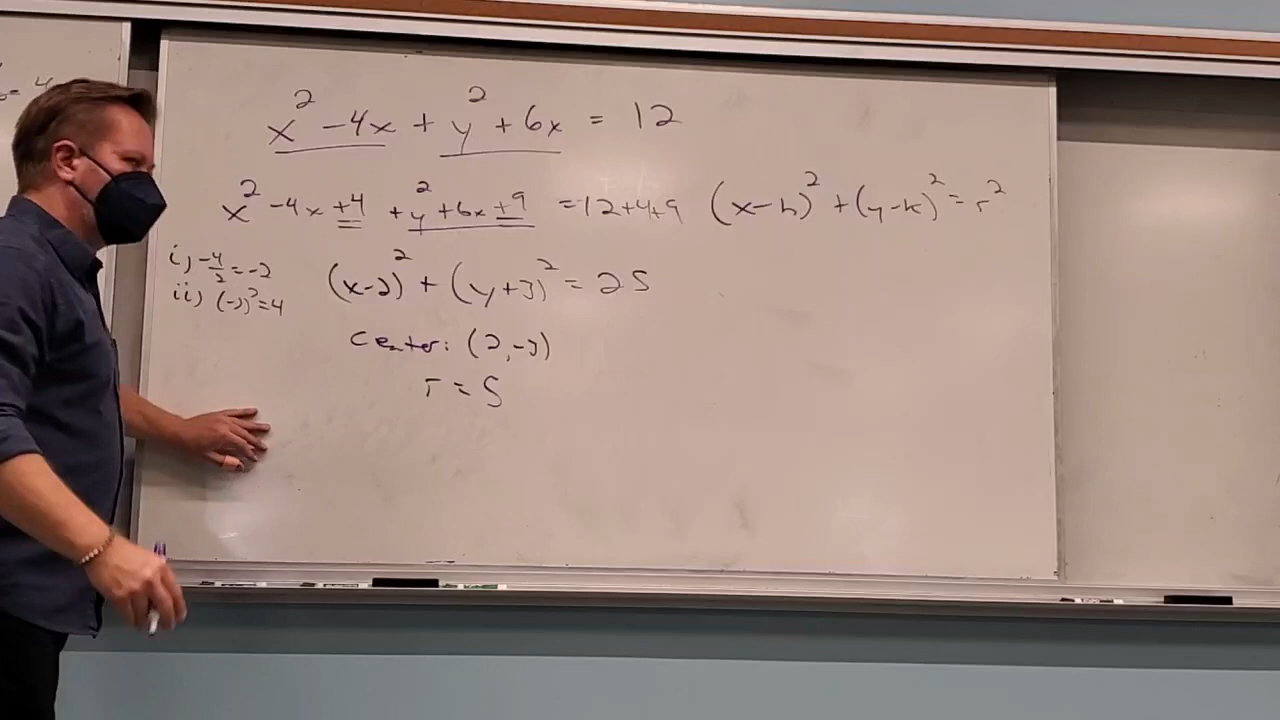 x² - 4x + y² + 6x = 12
x² - 4x + 4 + y² + 6x + 9 = 12 + 4 + 9
(x - h)² + (y - k)² = r²
i) -4/2 = -2
ii) (-2)² = 4
(x - 2)² + (y + 3)² = 25
center: (2, -3)
r = 5